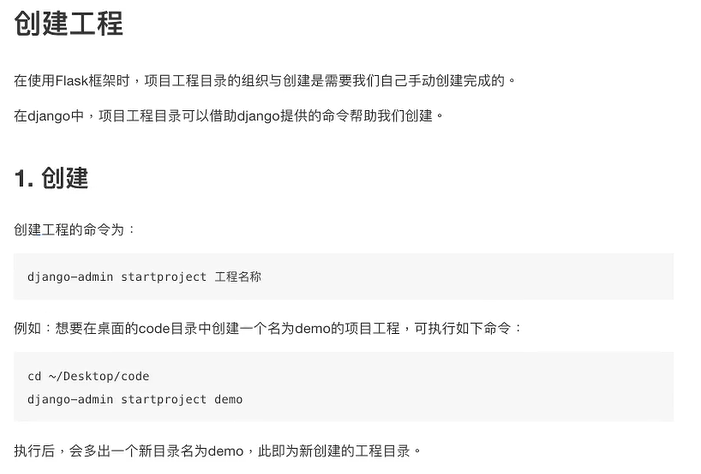 创建工程
在使用Flask框架时，项目工程目录的组织与创建是需要我们自己手动创建完成的。
在django中，项目工程目录可以借助django提供的命令帮助我们创建。
1. 创建
创建工程的命令为：
django-admin startproject 工程名称
例如：想要在桌面的code目录中创建一个名为demo的项目工程，可执行如下命令：
cd ~/Desktop/code
django-admin startproject demo
执行后，会多出一个新目录名为demo，此即为新创建的工程目录。